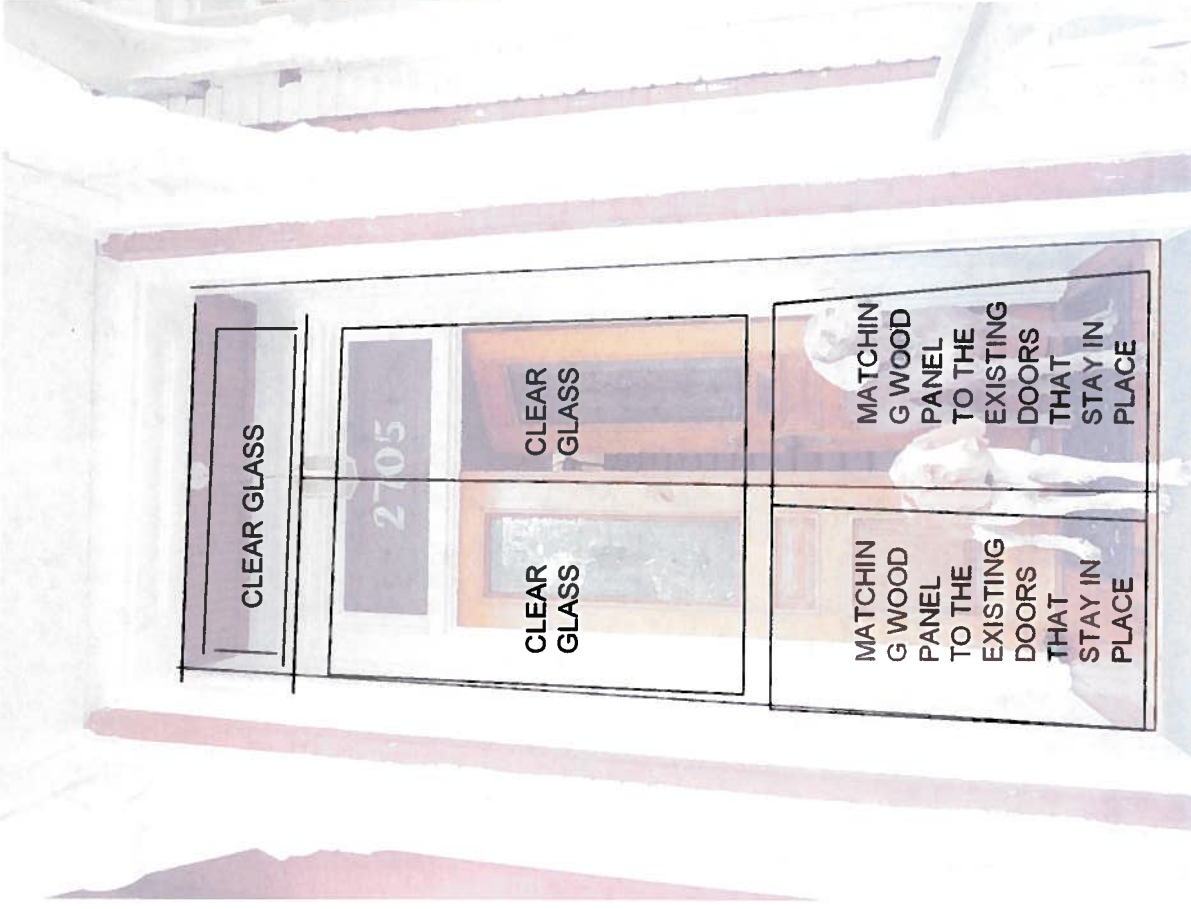 CLEAR GLASS
2705
CLEAR
GLASS
CLEAR
GLASS
MATCHIN
G WOOD
PANEL
TO THE
EXISTING
DOORS
THAT
STAY IN
PLACE
MATCHIN
G WOOD
PANEL
TO THE
EXISTING
DOORS
THAT
STAY IN
PLACE